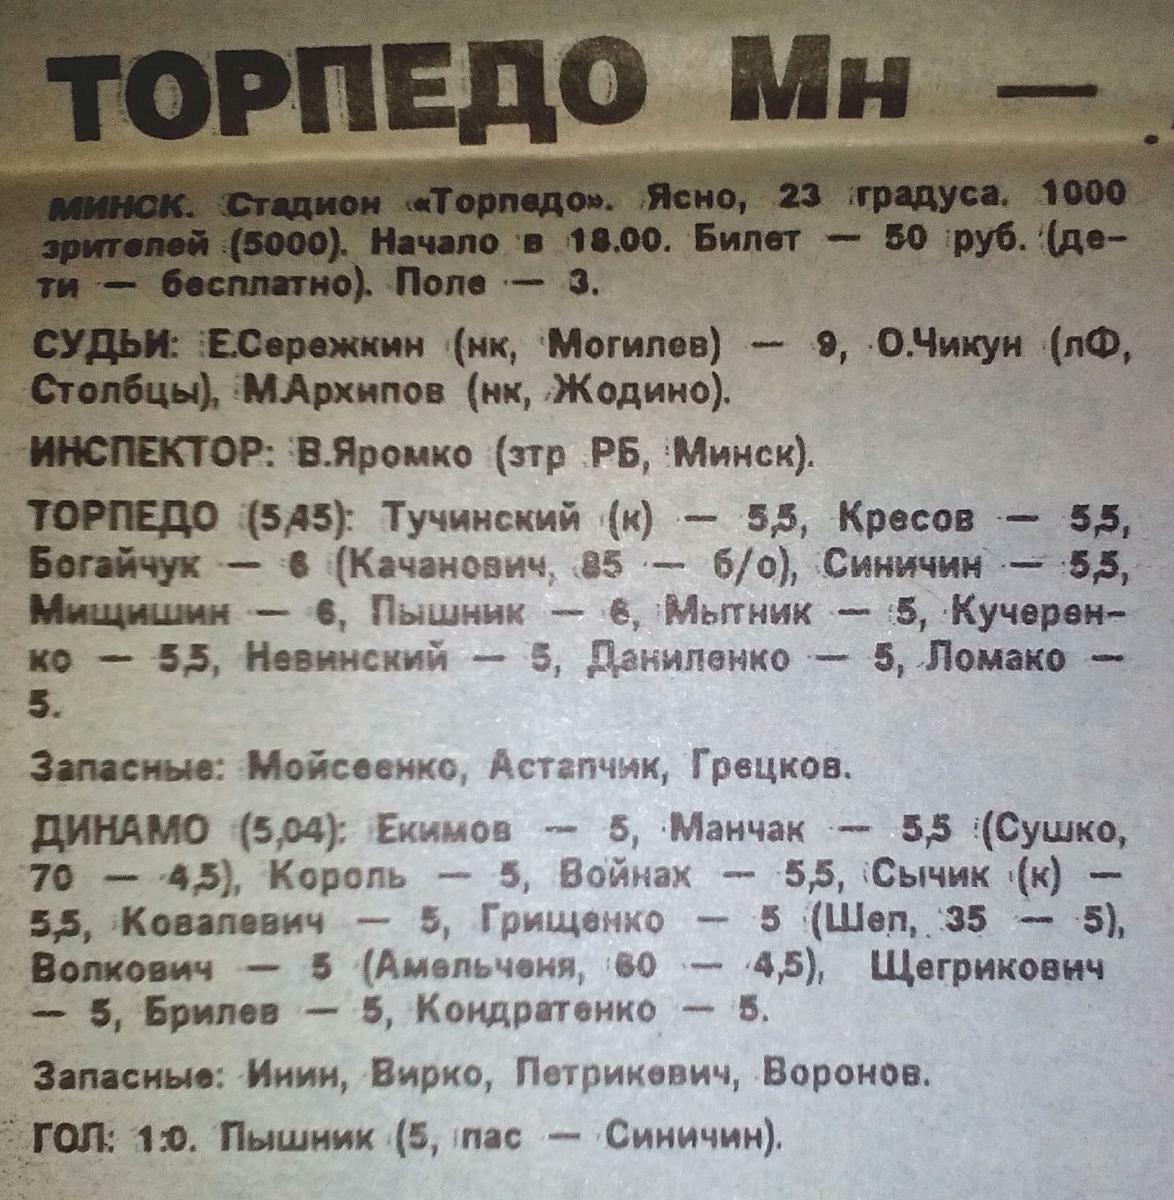 ТОРПЕДО Мн —
МИНСК. Стадион «Торпедо». Ясно, 23 градуса. 1000
зрителей (5000). Начало в 18.00. Билет — 50 руб. (де-
ти — бесплатно). Поле — 3.
СУДЬИ: Е.Сережкин (нк, Могилев) — 9, О.Чикун (лФ,
Столбцы), М.Архипов (нк, Жодино).
ИНСПЕКТОР: В.Яромко (зтр РБ, Минск).
ТОРПЕДО (5,45): Тучинский (к) — 5,5, Кресов — 5,5,
Богайчук — 6 (Качанович, 85 — б/о), Синичин — 5,5,
Мищишин — 6, Пышник — 6, Мытник — 5, Кучерен-
ко — 5,5, Невинский — 5, Даниленко — 5, Ломако —
5.
Запасные: Мойсеенко, Астапчик, Грецков.
ДИНАМО (5,04): Екимов — 5, Манчак — 5,5 (Сушко,
70 — 4,5), Король — 5, Войнах — 5,5, Сычик (к) —
5,5, Ковалевич — 5, Грищенко — 5 (Шеп, 35 — 5),
Волкович — 5 (Амельченя, 60 — 4,5), Щегрикович
— 5, Брилев — 5, Кондратенко — 5.
Запасные: Инин, Вирко, Петрикевич, Воронов.
ГОЛ: 1:0. Пышник (5, пас — Синичин).